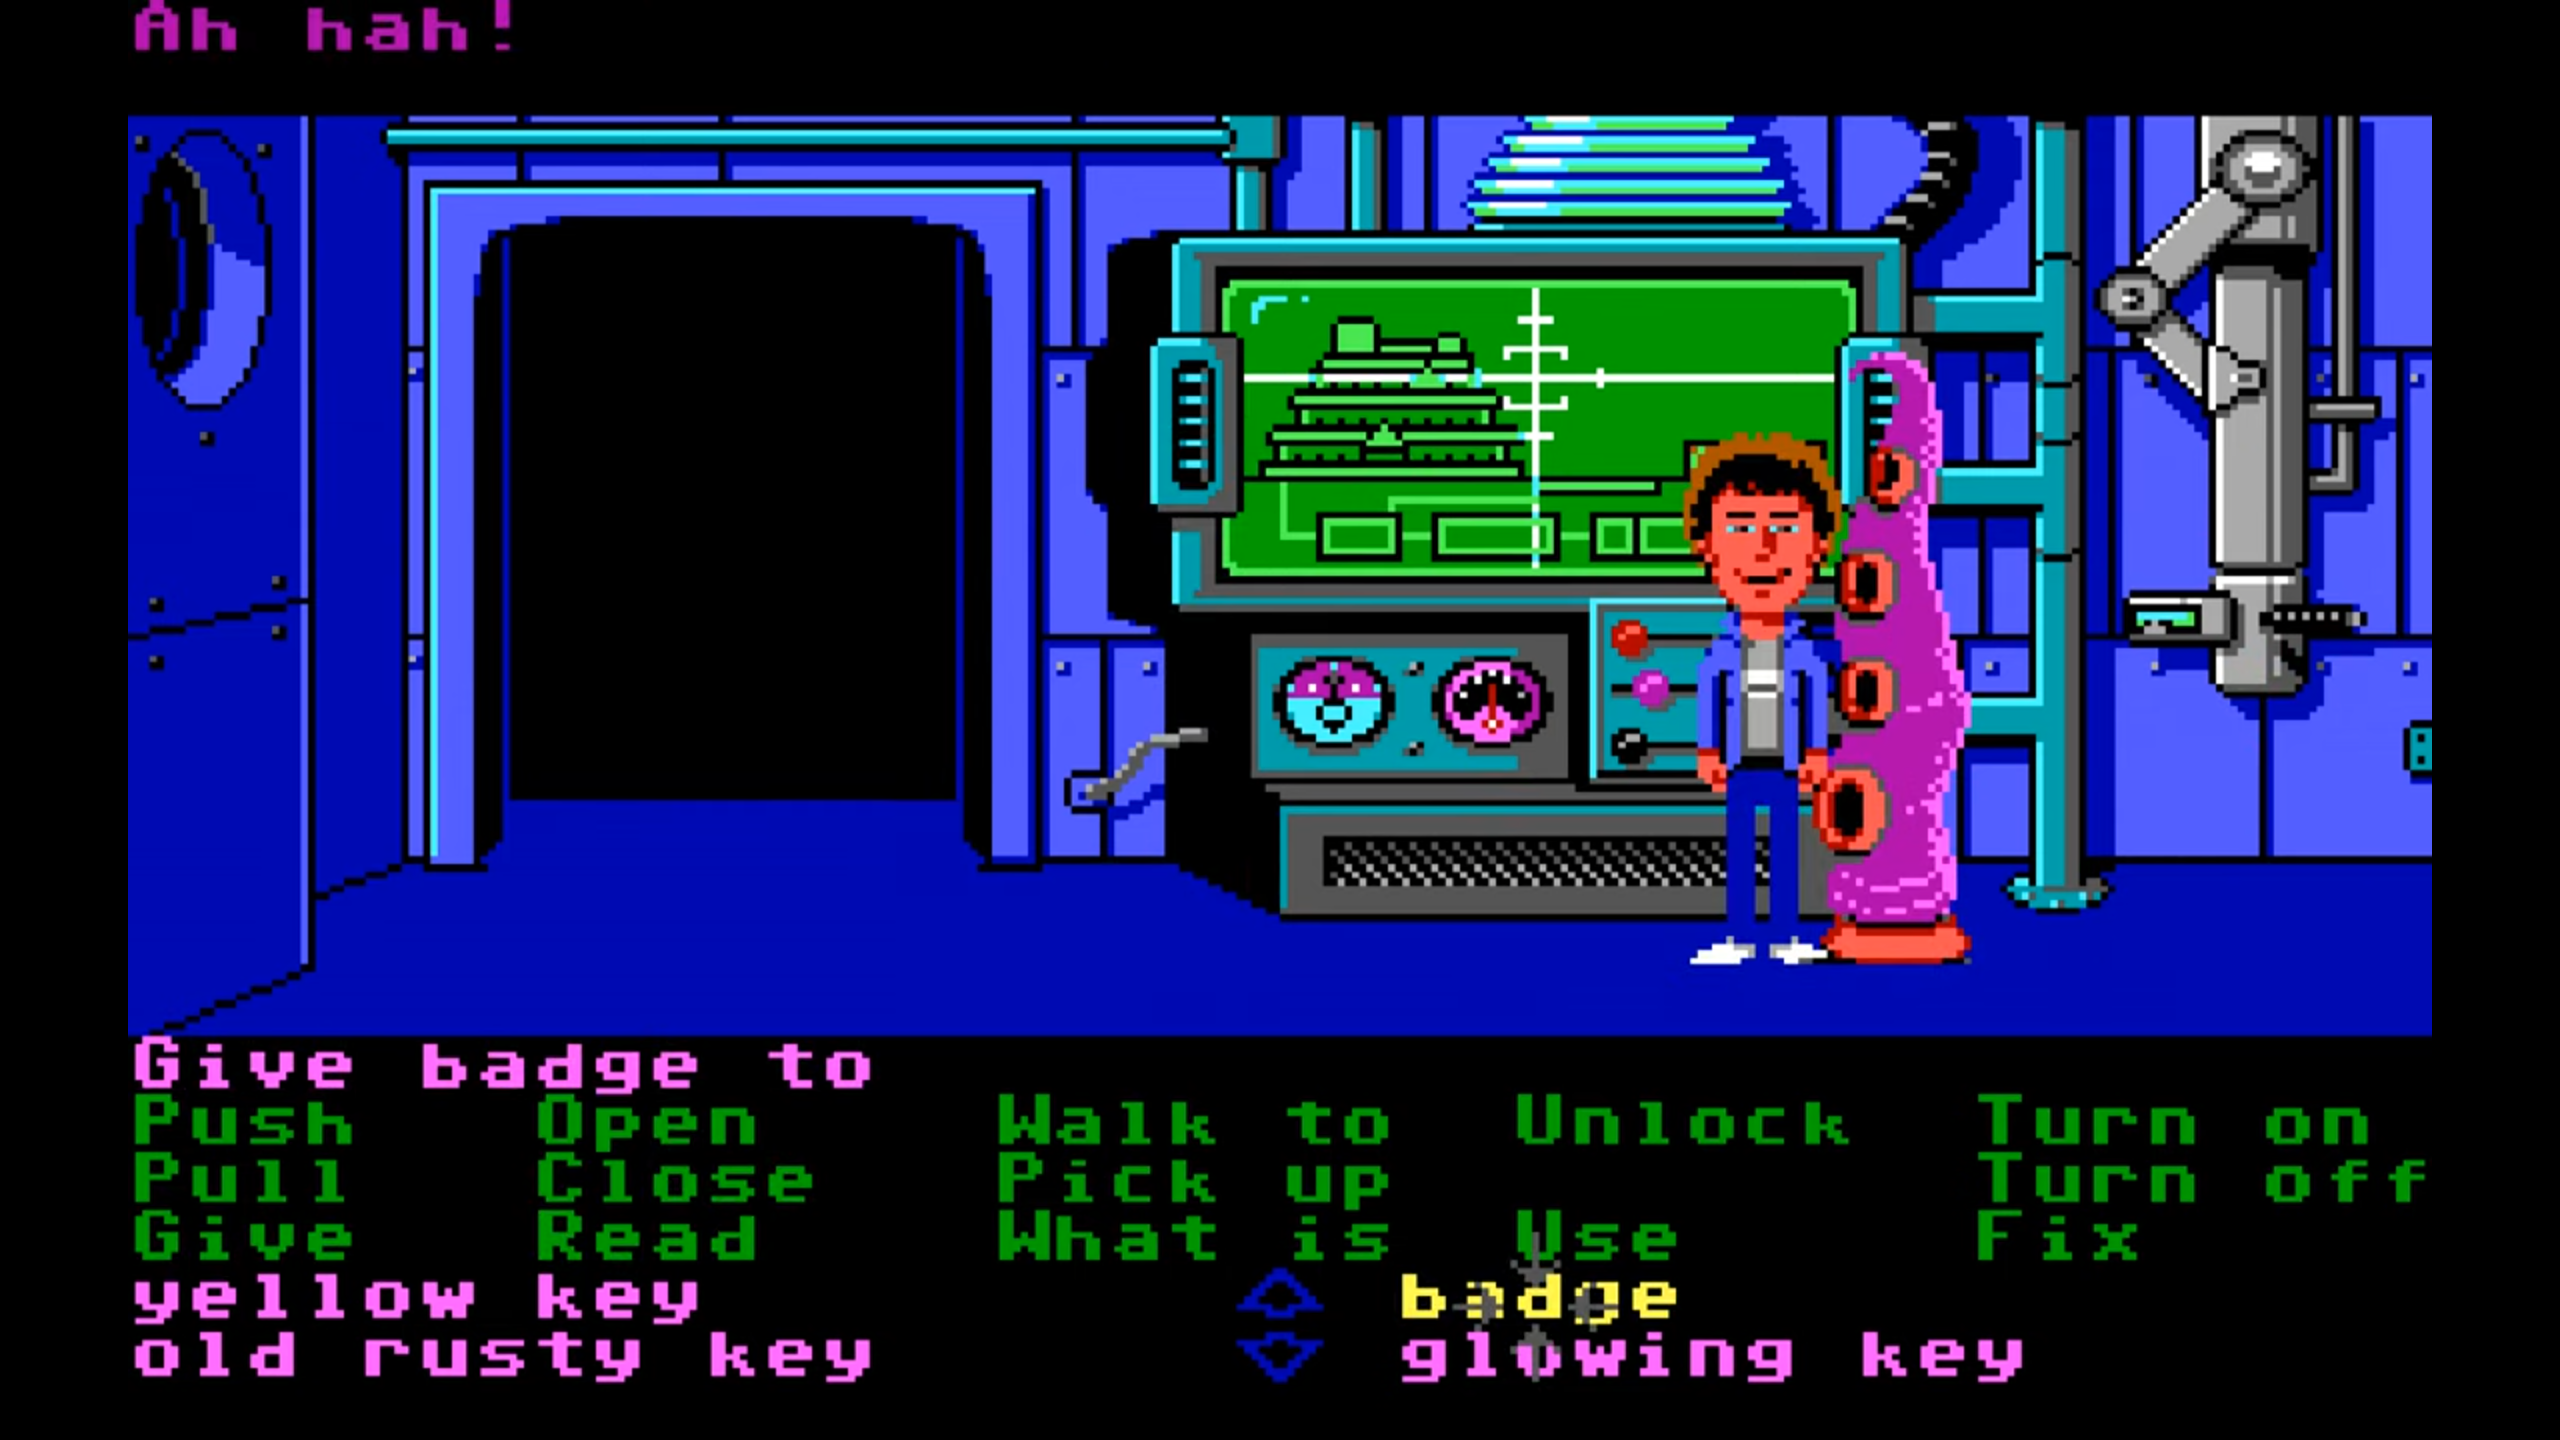 Ah hah!
Give badge to
Push Open Walk to Unlock Turn on
Pull Close Pick up Turn off
Give Read What is Use Fix
yellow key badge
old rusty key glowing key